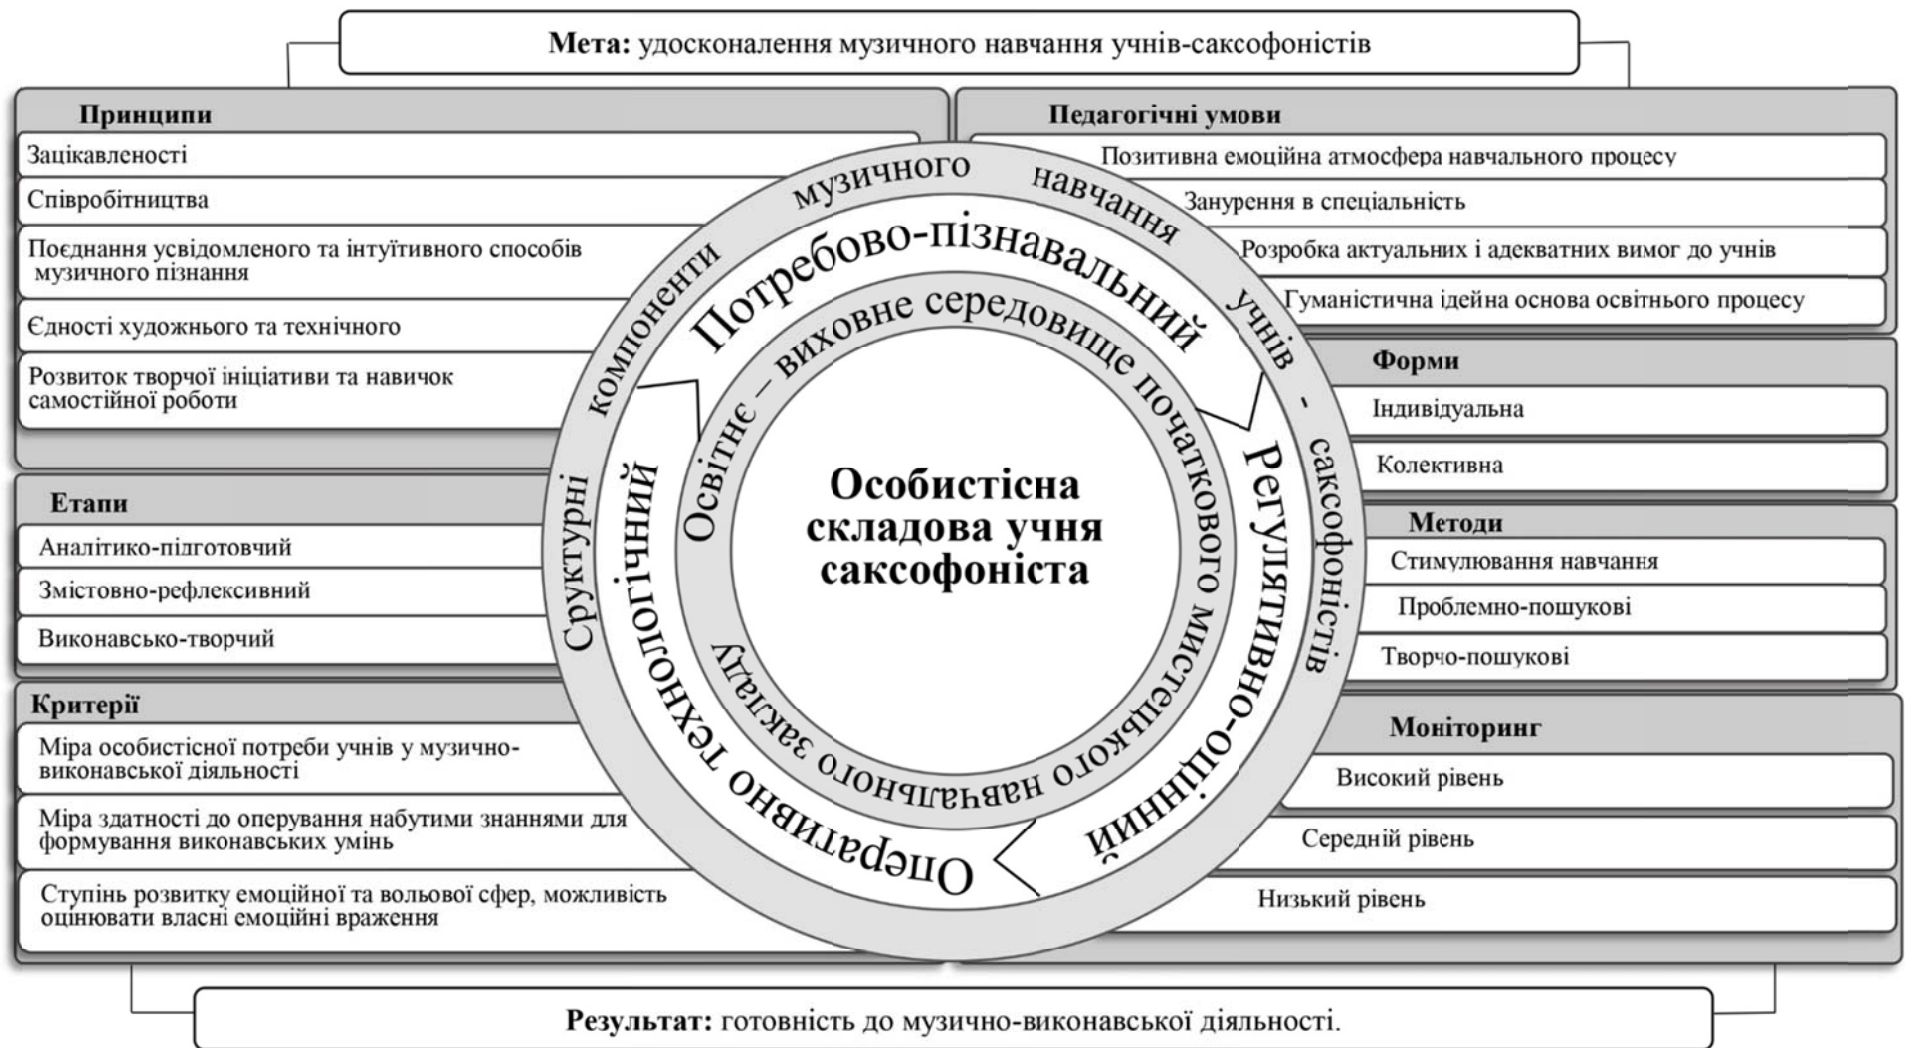 Мета: удосконалення музичного навчання учнів-саксофоністів
Принципи
Зацікавленості
Співробітництва
Поєднання усвідомленого та інтуїтивного способів
музичного пізнання
Єдності художнього та технічного
Розвиток творчої ініціативи та навичок
самостійної роботи
Етапи
Аналітико-підготовчий
Змістовно-рефлексивний
Виконавсько-творчий
Критерії
Міра особистісної потреби учнів у музично-
виконавської діяльності
Міра здатності до оперування набутими знаннями для
формування виконавських умінь
Ступінь розвитку емоційної та вольової сфер, можливість
оцінювати власні емоційні враження
Сруктурні компоненти музичного навчання учнів - саксофоністів
Потребово-пізнавальний
Регулятивно-оцінний
Оперативно технологічний
Освітнє – виховне середовище початкового мистецького навчального закладу
Особистісна
складова учня
саксофоніста
Педагогічні умови
Позитивна емоційна атмосфера навчального процесу
Занурення в спеціальність
Розробка актуальних і адекватних вимог до учнів
Гуманістична ідейна основа освітнього процесу
Форми
Індивідуальна
Колективна
Методи
Стимулювання навчання
Проблемно-пошукові
Творчо-пошукові
Моніторинг
Високий рівень
Середній рівень
Низький рівень
Результат: готовність до музично-виконавської діяльності.